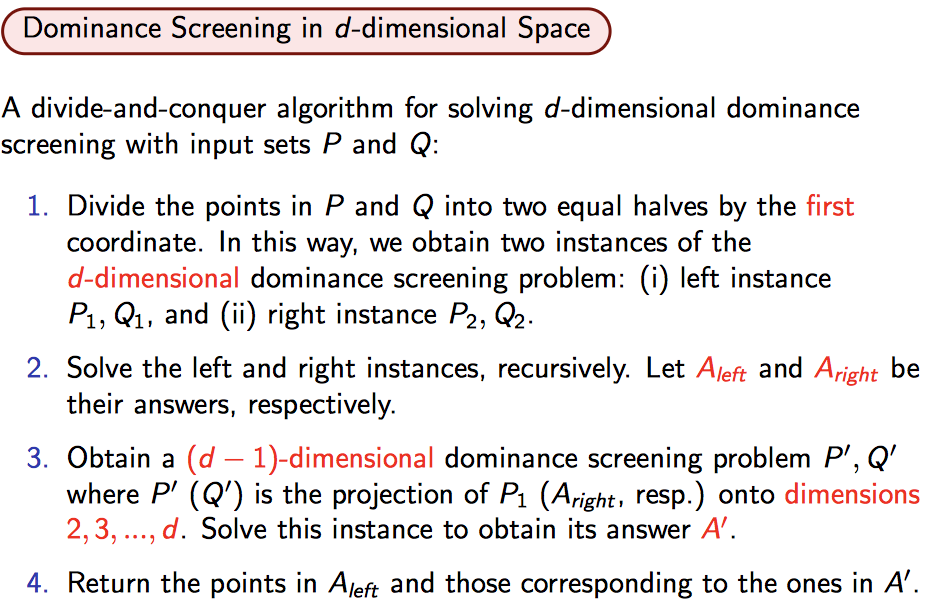 Dominance Screening in d-dimensional Space
A divide-and-conquer algorithm for solving d-dimensional dominance
screening with input sets P and Q:
1. Divide the points in P and Q into two equal halves by the first
coordinate. In this way, we obtain two instances of the
d-dimensional dominance screening problem: (i) left instance
P₁, Q₁, and (ii) right instance P₂, Q₂.
2. Solve the left and right instances, recursively. Let A_left and A_right be
their answers, respectively.
3. Obtain a (d − 1)-dimensional dominance screening problem P′, Q′
where P′ (Q′) is the projection of P₁ (A_right, resp.) onto dimensions
2, 3, ..., d. Solve this instance to obtain its answer A′.
4. Return the points in A_left and those corresponding to the ones in A′.